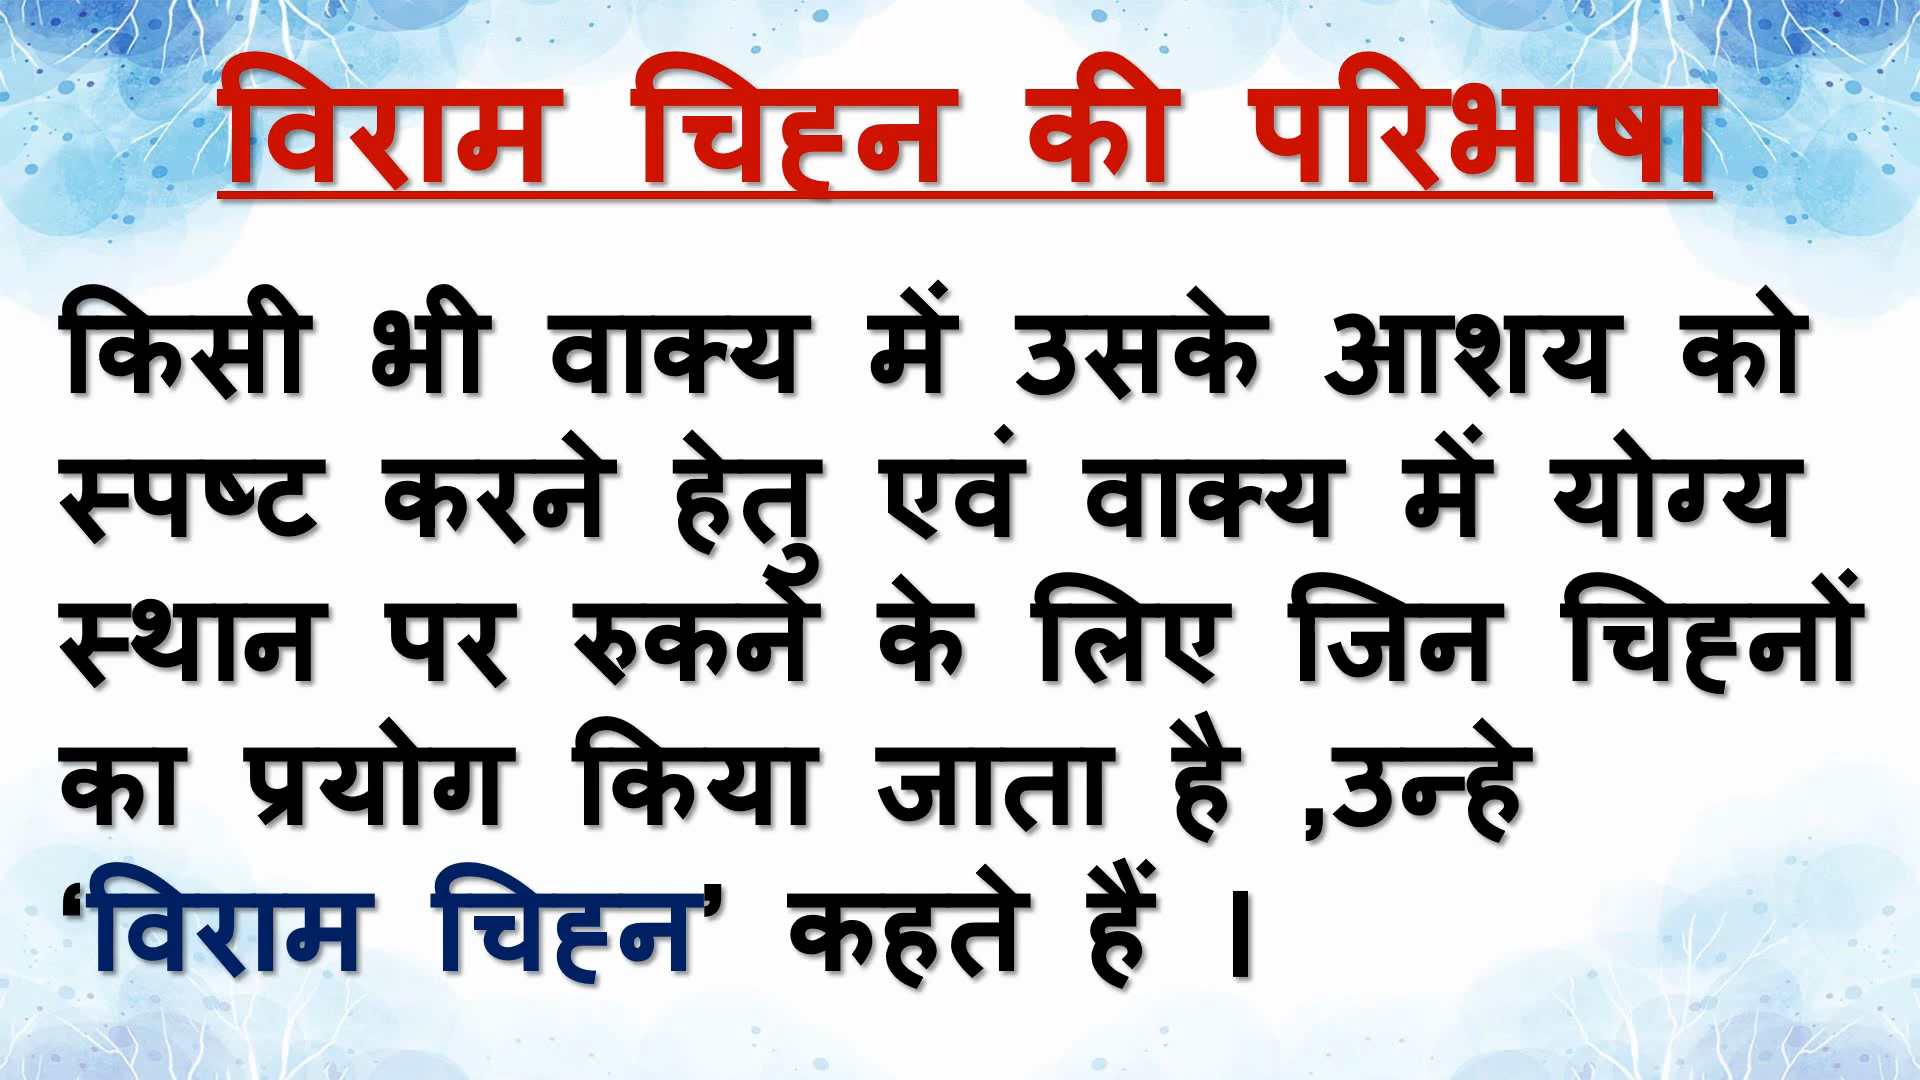 विराम चिह्न की परिभाषा
किसी भी वाक्य में उसके आशय को
स्पष्ट करने हेतु एवं वाक्य में योग्य
स्थान पर रुकने के लिए जिन चिह्नों
का प्रयोग किया जाता है ,उन्हे
‘विराम चिह्न’ कहते हैं ।